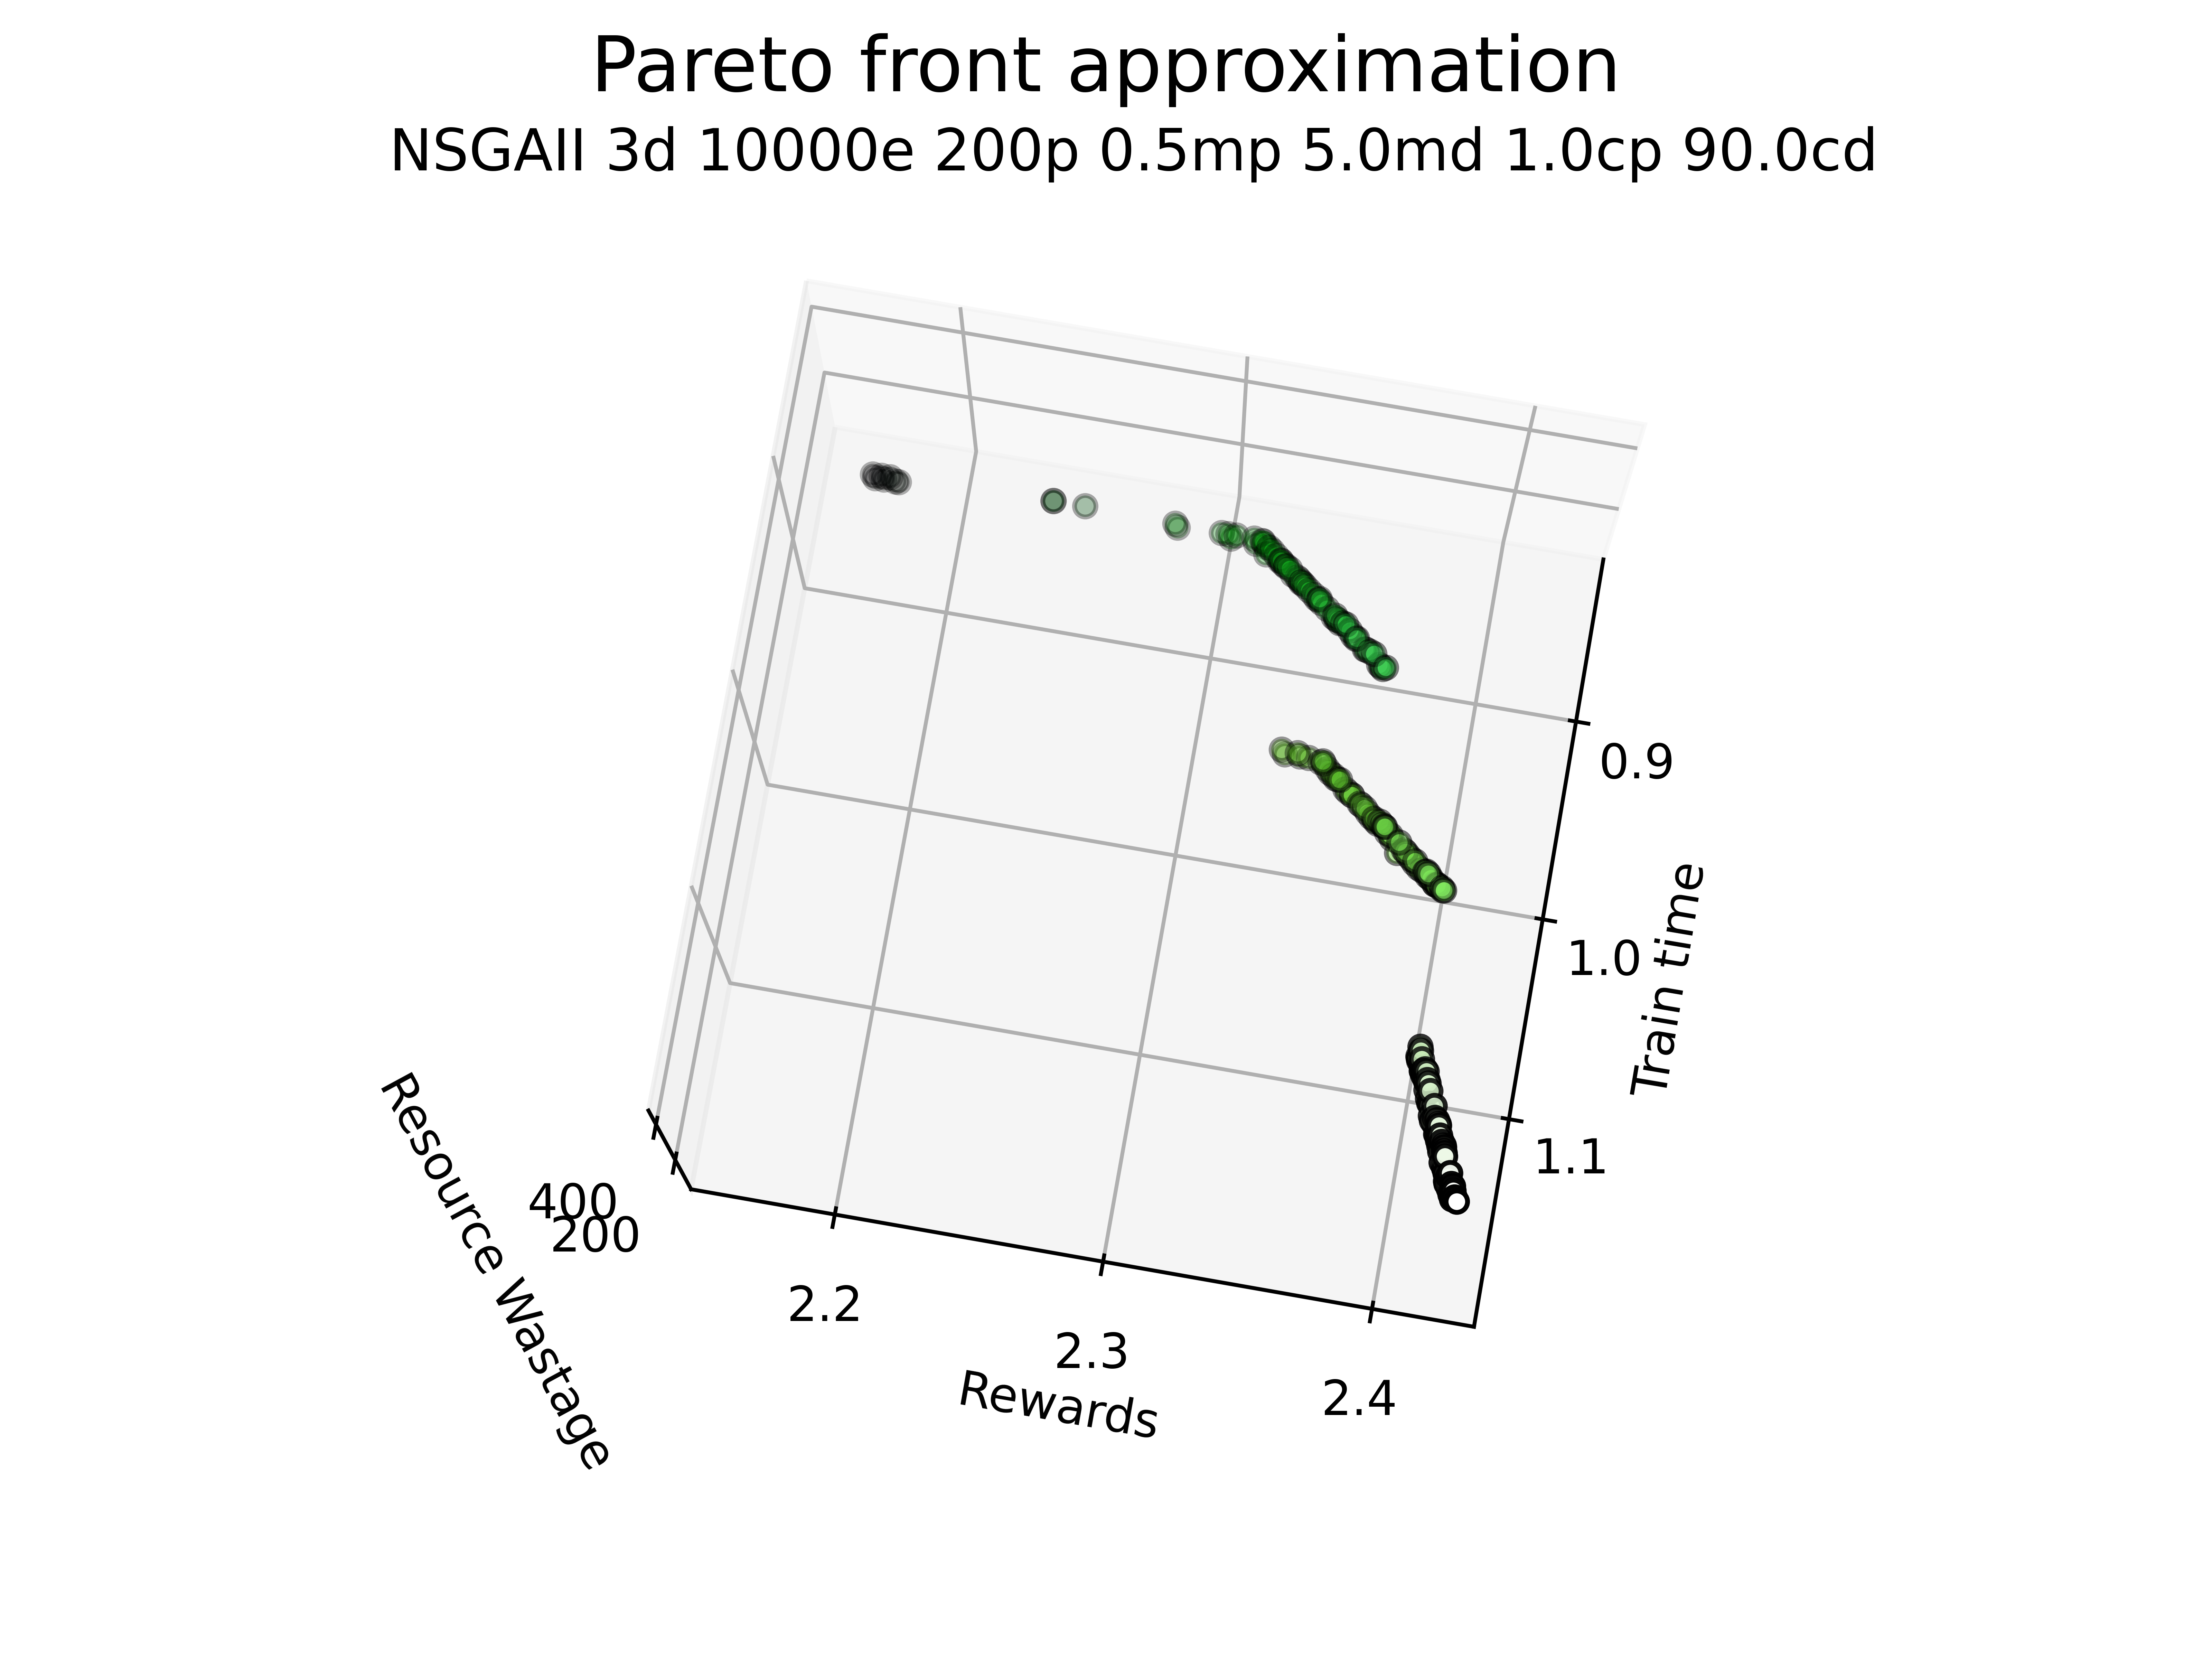 Pareto front approximation
NSGAII 3d 10000e 200p 0.5mp 5.0md 1.0cp 90.0cd
0.9
1.0
1.1
Train time
Resource Wastage
400
200
2.2
2.3
2.4
Rewards